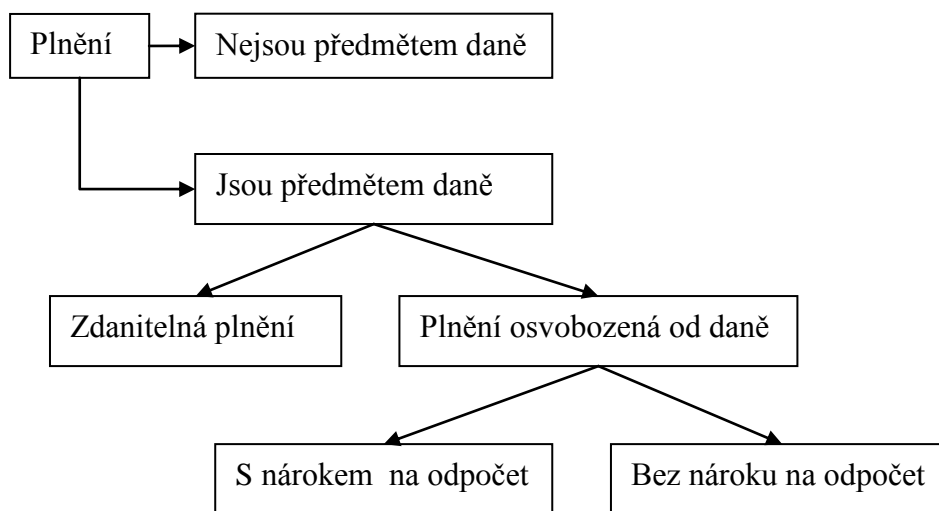 Plnění
Nejsou předmětem daně
Jsou předmětem daně
Zdanitelná plnění
Plnění osvobozená od daně
S nárokem  na odpočet
Bez nároku na odpočet